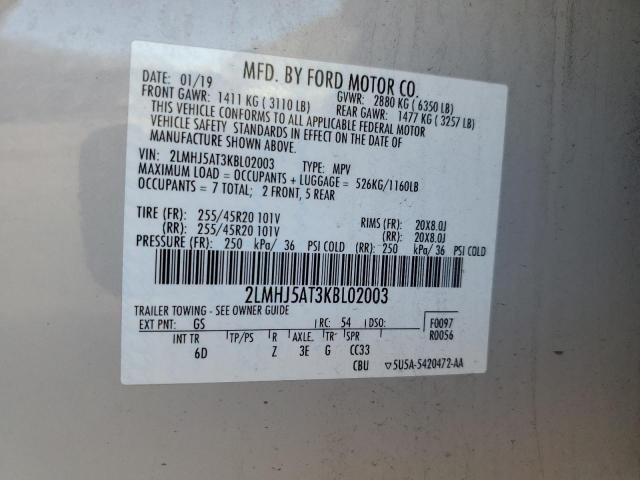 MFD. BY FORD MOTOR CO.
DATE: 01/19 GVWR: 2880 KG ( 6350 LB)
FRONT GAWR: 1411 KG ( 3110 LB) REAR GAWR: 1477 KG ( 3257 LB)
THIS VEHICLE CONFORMS TO ALL APPLICABLE FEDERAL MOTOR
VEHICLE SAFETY STANDARDS IN EFFECT ON THE DATE OF
MANUFACTURE SHOWN ABOVE.
VIN: 2LMHJ5AT3KBL02003 TYPE: MPV
MAXIMUM LOAD = OCCUPANTS + LUGGAGE = 526KG/1160LB
OCCUPANTS = 7 TOTAL; 2 FRONT, 5 REAR
TIRE (FR): 255/45R20 101V RIMS (FR): 20X8.0J
(RR): 255/45R20 101V (RR): 20X8.0J
PRESSURE (FR): 250 kPa/ 36 PSI COLD (RR): 250 kPa/ 36 PSI COLD
2LMHJ5AT3KBL02003
TRAILER TOWING - SEE OWNER GUIDE
EXT PNT: GS RC: 54 DSO: F0097
R0056
INT TR TP/PS R AXLE TR SPR
6D Z 3E G CC33
CBU ▽5U5A-5420472-AA